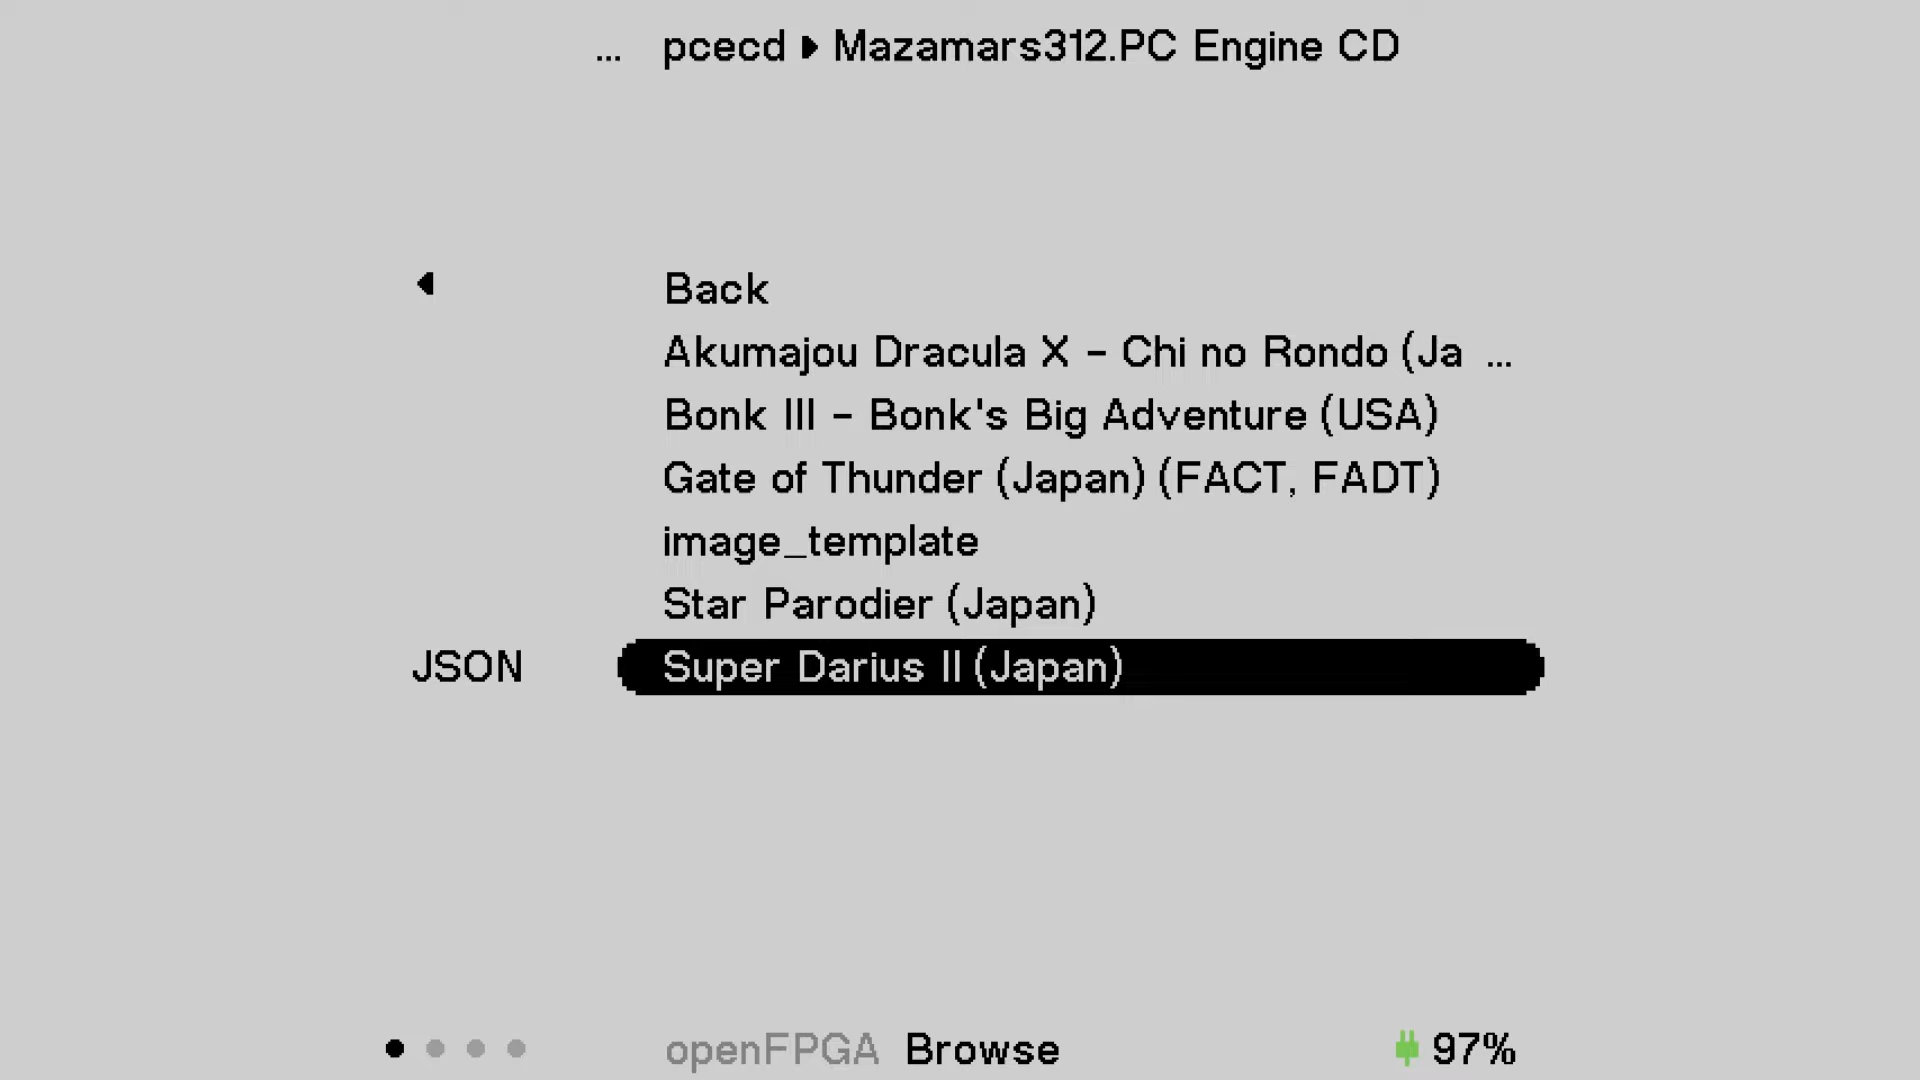 ... pcecd ▸ Mazamars312.PC Engine CD
Back
Akumajou Dracula X - Chi no Rondo (Ja ...
Bonk III - Bonk's Big Adventure (USA)
Gate of Thunder (Japan) (FACT, FADT)
image_template
Star Parodier (Japan)
JSON Super Darius II (Japan)
openFPGA Browse 97%